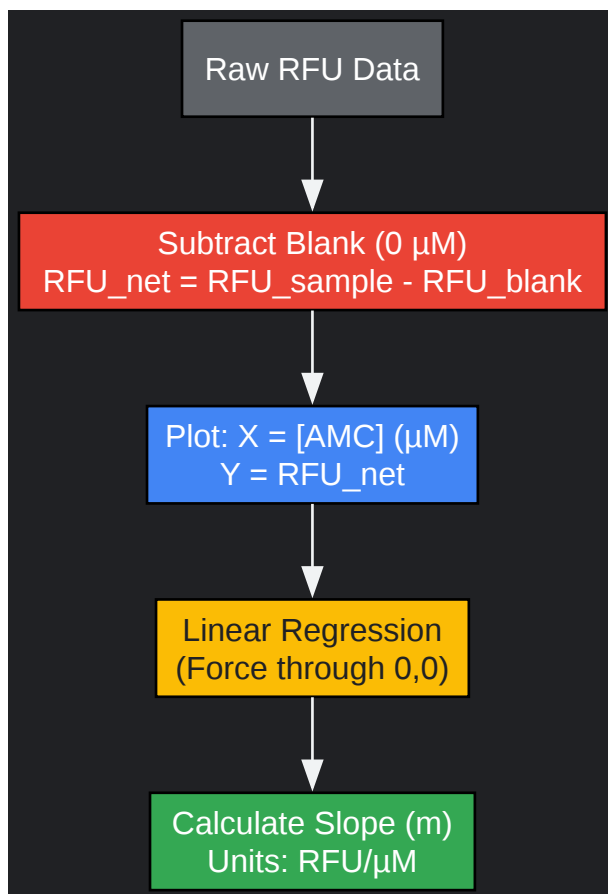 Raw RFU Data
Subtract Blank (0 µM)
RFU_net = RFU_sample - RFU_blank
Plot: X = [AMC] (µM)
Y = RFU_net
Linear Regression
(Force through 0,0)
Calculate Slope (m)
Units: RFU/µM